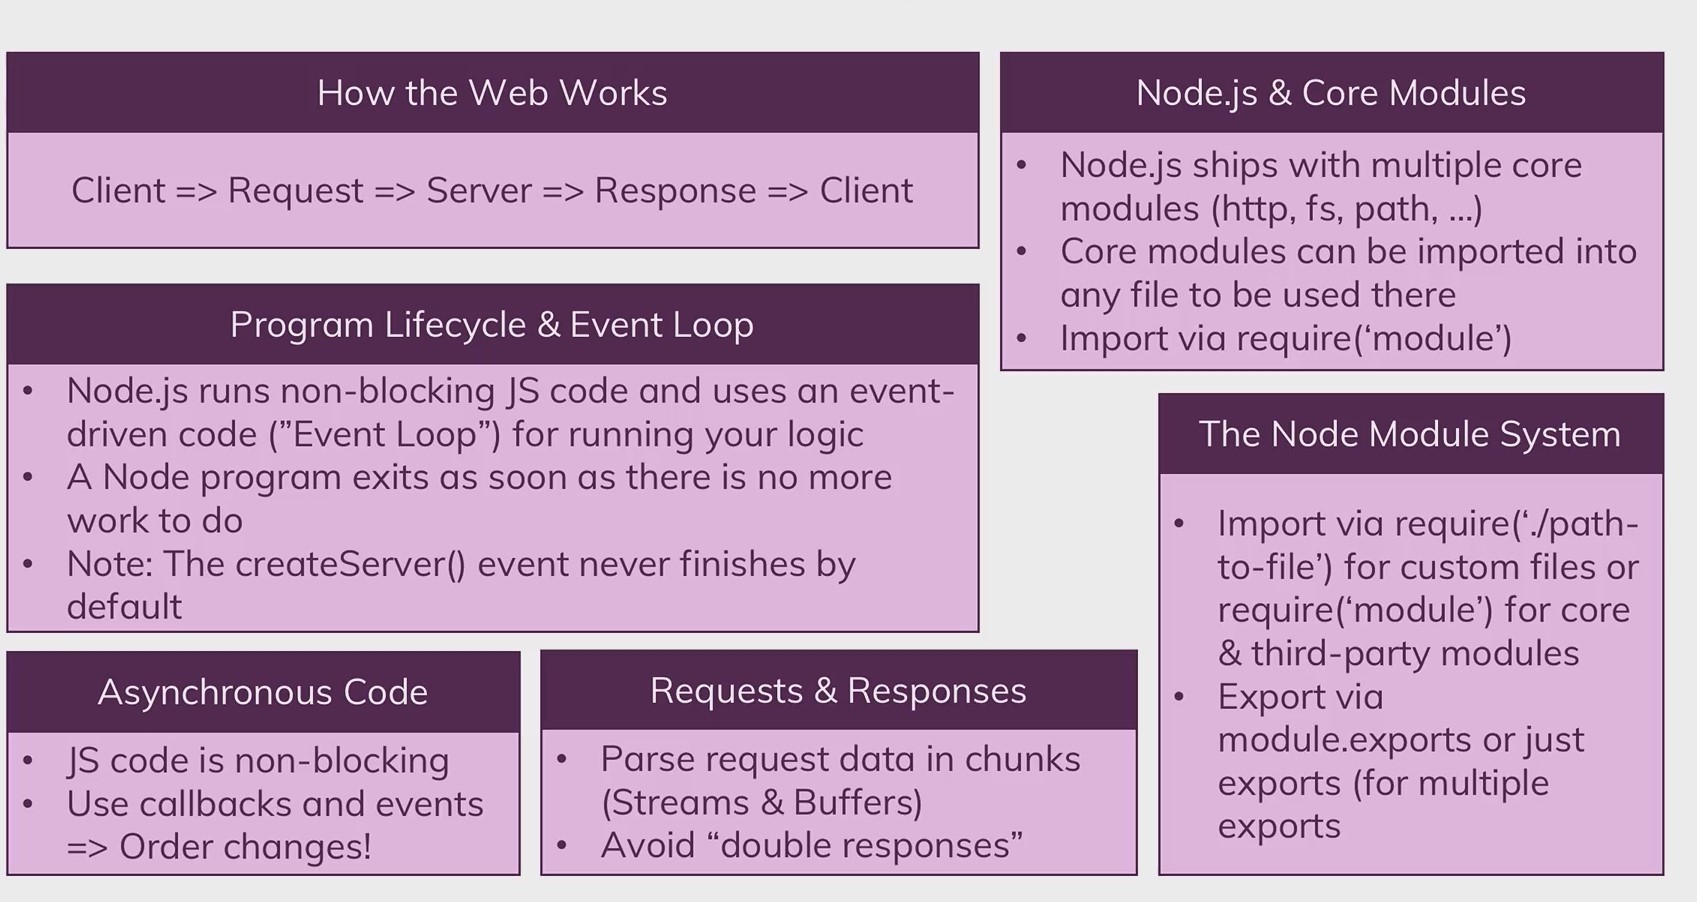 How the Web Works
Client => Request => Server => Response => Client
Program Lifecycle & Event Loop
• Node.js runs non-blocking JS code and uses an event-
driven code (”Event Loop”) for running your logic
• A Node program exits as soon as there is no more
work to do
• Note: The createServer() event never finishes by
default
Asynchronous Code
• JS code is non-blocking
• Use callbacks and events
=> Order changes!
Requests & Responses
• Parse request data in chunks
(Streams & Buffers)
• Avoid “double responses”
Node.js & Core Modules
• Node.js ships with multiple core
modules (http, fs, path, …)
• Core modules can be imported into
any file to be used there
• Import via require(‘module’)
The Node Module System
• Import via require(‘./path-
to-file’) for custom files or
require(‘module’) for core
& third-party modules
• Export via
module.exports or just
exports (for multiple
exports